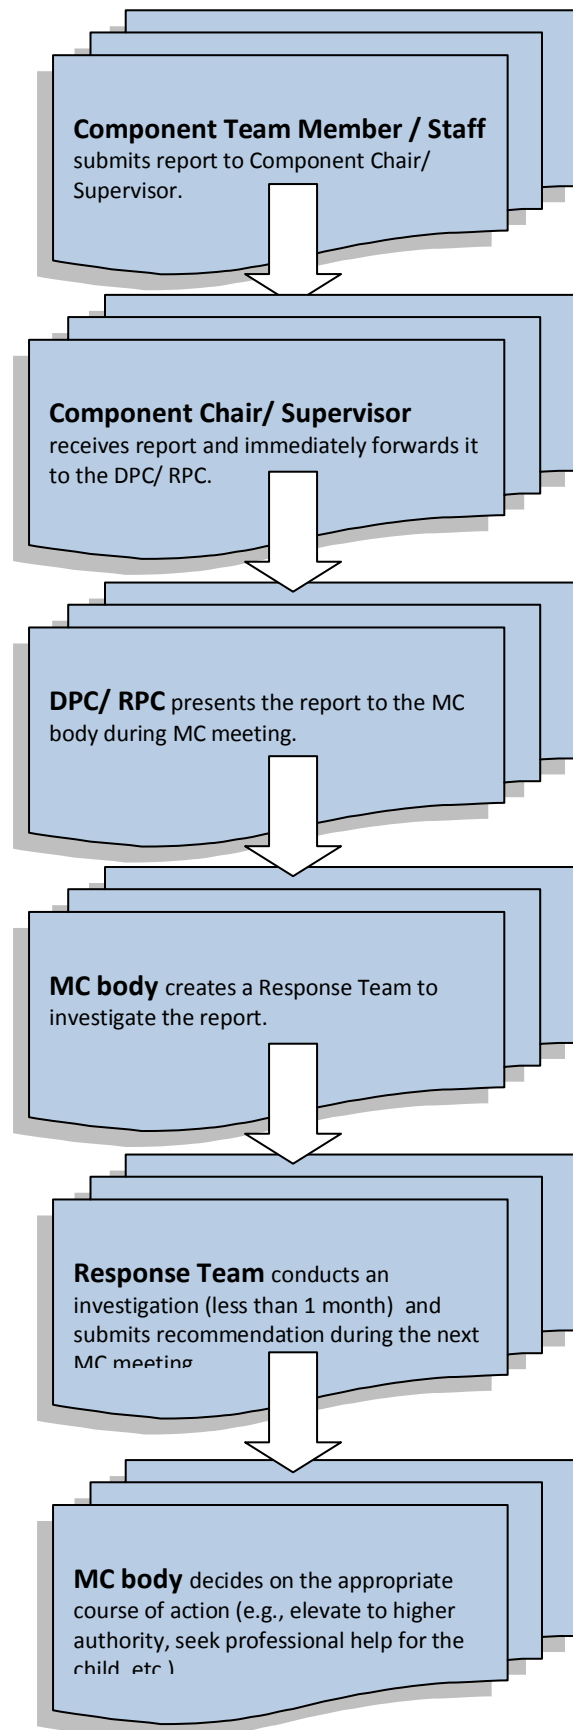 Component Team Member / Staff
submits report to Component Chair/
Supervisor.
Component Chair/ Supervisor
receives report and immediately forwards it
to the DPC/ RPC.
DPC/ RPC presents the report to the MC
body during MC meeting.
MC body creates a Response Team to
investigate the report.
Response Team conducts an
investigation (less than 1 month) and
submits recommendation during the next
MC meeting
MC body decides on the appropriate
course of action (e.g., elevate to higher
authority, seek professional help for the
child, etc.)